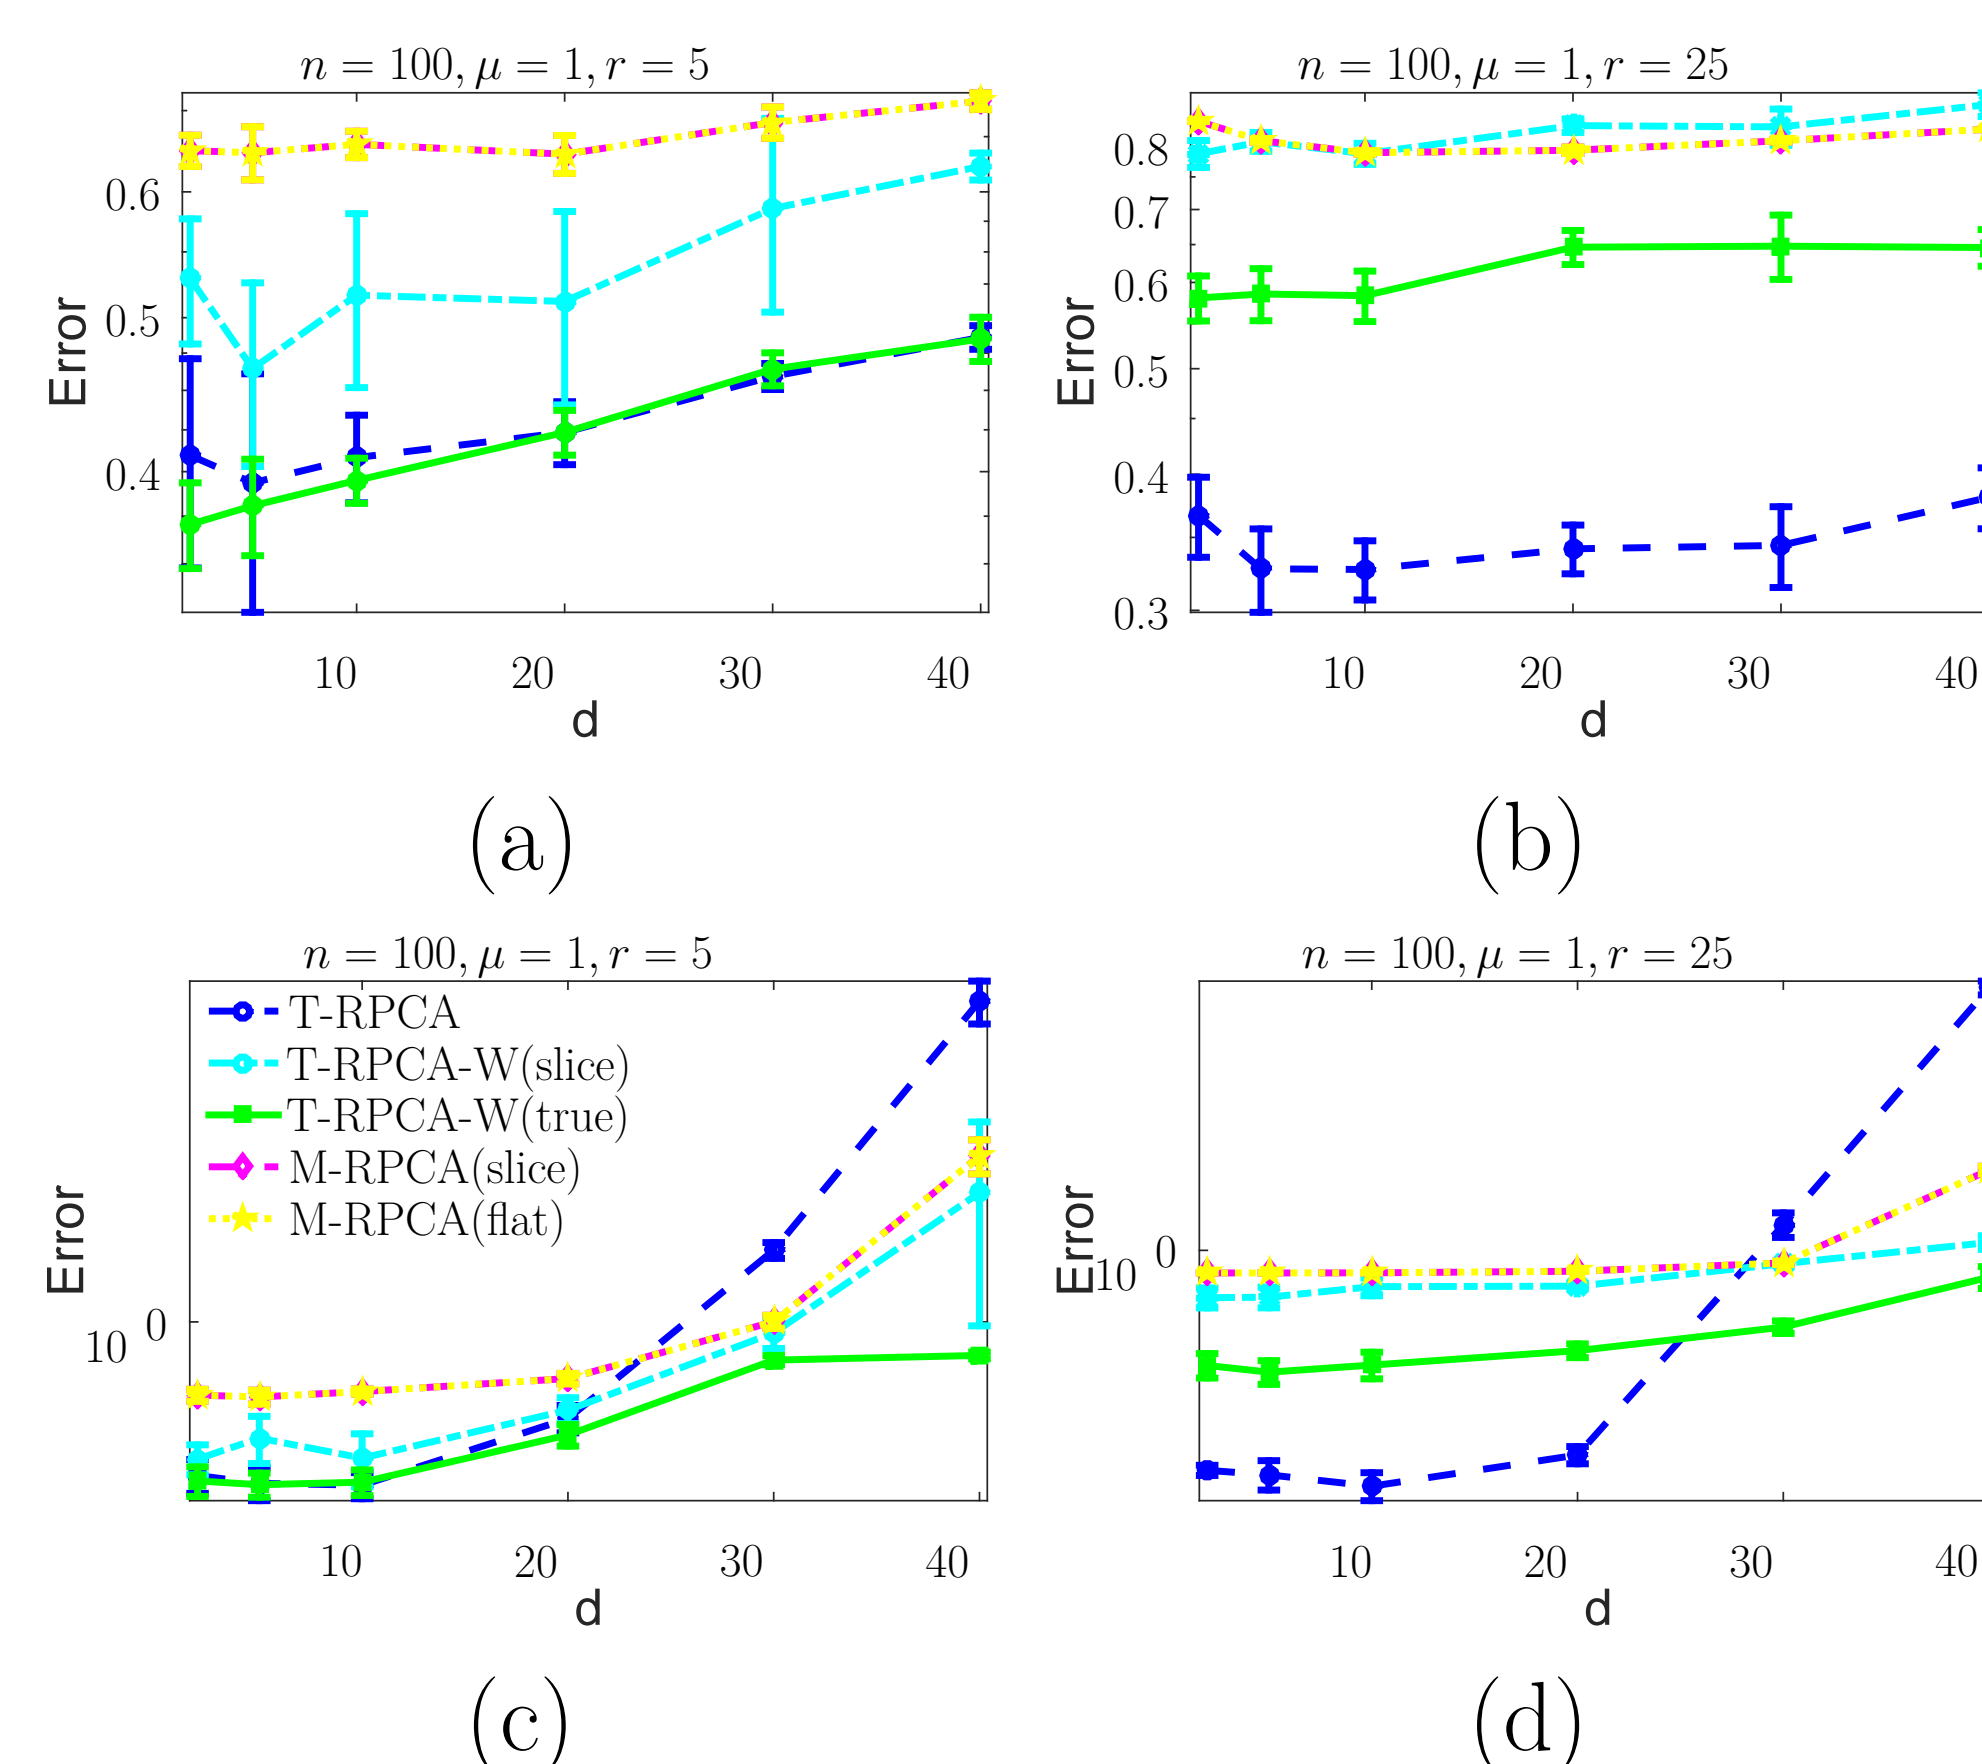 n = 100, μ = 1, r = 5
0.6
0.5
0.4
Error
10 20 30 40
d
(a)
n = 100, μ = 1, r = 25
0.8
0.7
0.6
0.5
0.4
0.3
Error
10 20 30 40
d
(b)
n = 100, μ = 1, r = 5
T-RPCA
T-RPCA-W(slice)
T-RPCA-W(true)
M-RPCA(slice)
M-RPCA(flat)
Error
10 0
10 20 30 40
d
(c)
n = 100, μ = 1, r = 25
Error
10 0
10 20 30 40
d
(d)